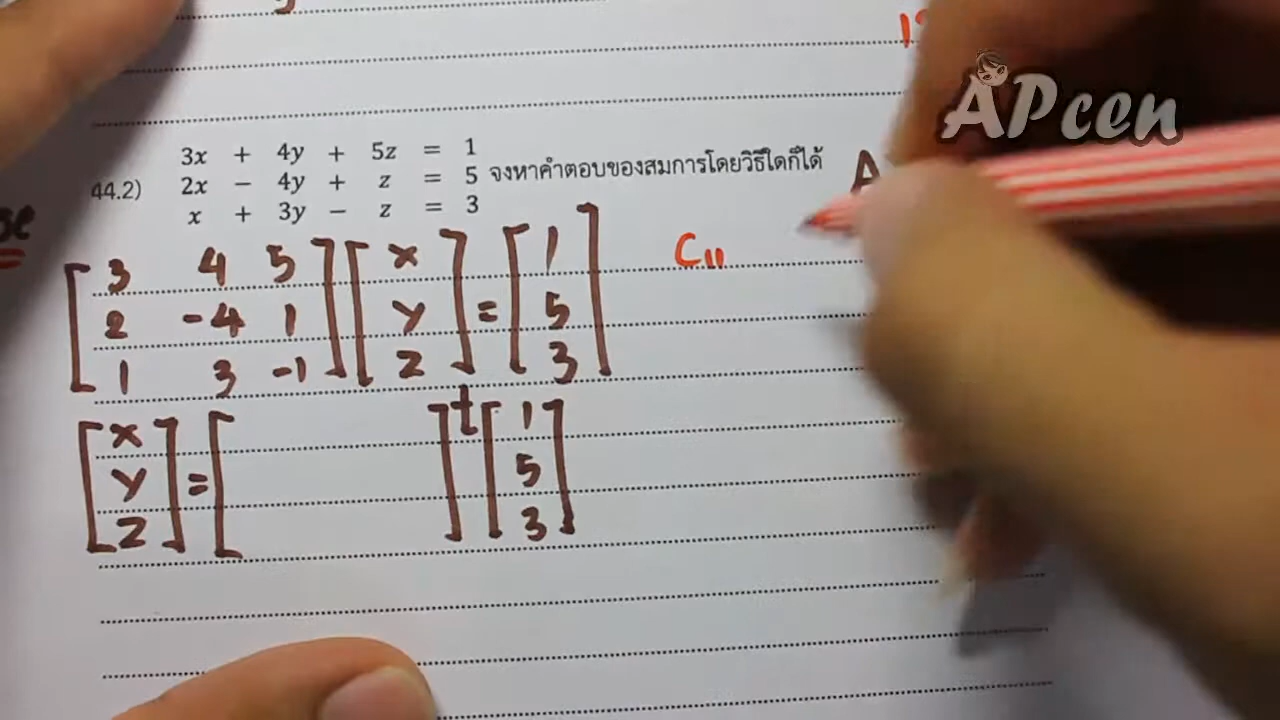 APcen
3x + 4y + 5z = 1
44.2) 2x - 4y + z = 5 จงหาคำตอบของสมการโดยวิธีใดก็ได้ A
x + 3y - z = 3
[3 4 5] [x] = [1] C₁₁
[2 -4 1] [y] [5]
[1 3 -1] [z] [3]
[x] = [ ]ᵗ [1]
[y] [5]
[z] [3]